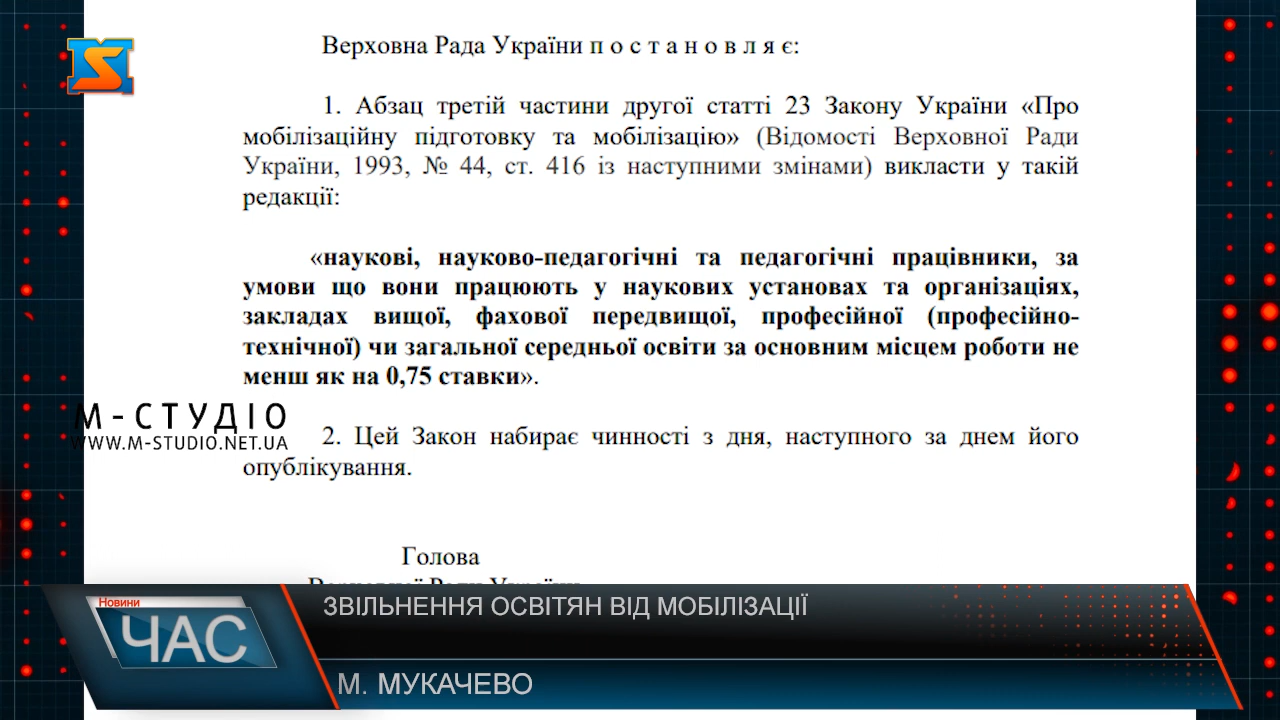 Верховна Рада України п о с т а н о в л я є:
1. Абзац третій частини другої статті 23 Закону України «Про
мобілізаційну підготовку та мобілізацію» (Відомості Верховної Ради
України, 1993, № 44, ст. 416 із наступними змінами) викласти у такій
редакції:
«наукові, науково-педагогічні та педагогічні працівники, за
умови що вони працюють у наукових установах та організаціях,
закладах вищої, фахової передвищої, професійної (професійно-
технічної) чи загальної середньої освіти за основним місцем роботи не
менш як на 0,75 ставки».
М-СТУДІО
WWW.M-STUDIO.NET.UA
2. Цей Закон набирає чинності з дня, наступного за днем його
опублікування.
Голова
Верховної Ради України
Новини
ЧАС
ЗВІЛЬНЕННЯ ОСВІТЯН ВІД МОБІЛІЗАЦІЇ
М. МУКАЧЕВО